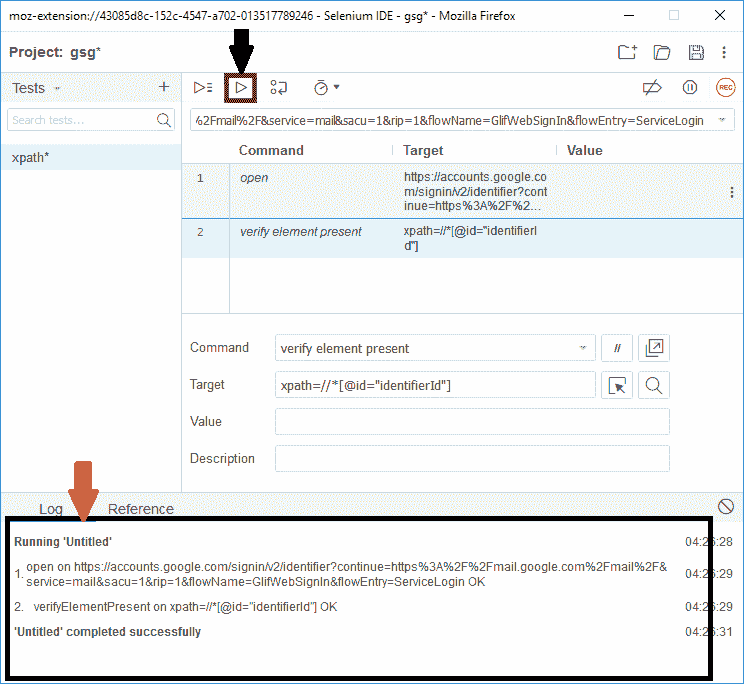 moz-extension://43085d8c-152c-4547-a702-013517789246 - Selenium IDE - gsg* - Mozilla Firefox
Project: gsg*
Tests
Search tests...
xpath*
REC
%2Fmail%2F&service=mail&sacu=1&rip=1&flowName=GlifWebSignIn&flowEntry=ServiceLogin
Command Target Value
1 open https://accounts.google.co
m/signin/v2/identifier?cont
inue=https%3A%2F%2...
2 verify element present xpath=//*[@id="identifierI
d"]
Command verify element present //
Target xpath=//*[@id="identifierId"]
Value
Description
Log Reference
Running 'Untitled' 04:26:28
1. open on https://accounts.google.com/signin/v2/identifier?continue=https%3A%2F%2Fmail.google.com%2Fmail%2F& 04:26:29
service=mail&sacu=1&rip=1&flowName=GlifWebSignIn&flowEntry=ServiceLogin OK
2. verifyElementPresent on xpath=//*[@id="identifierId"] OK 04:26:29
'Untitled' completed successfully 04:26:31